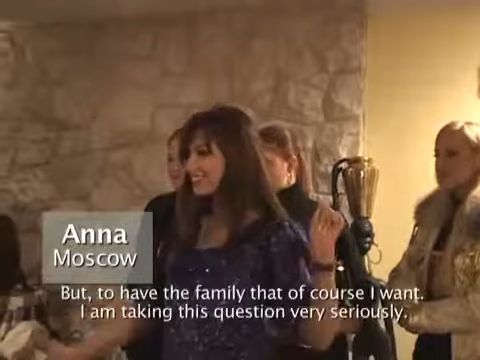 Anna
Moscow
But, to have the family that of course I want.
I am taking this question very seriously.